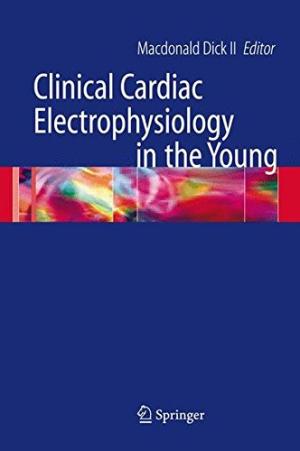 Macdonald Dick II Editor
Clinical Cardiac
Electrophysiology
in the Young
Springer